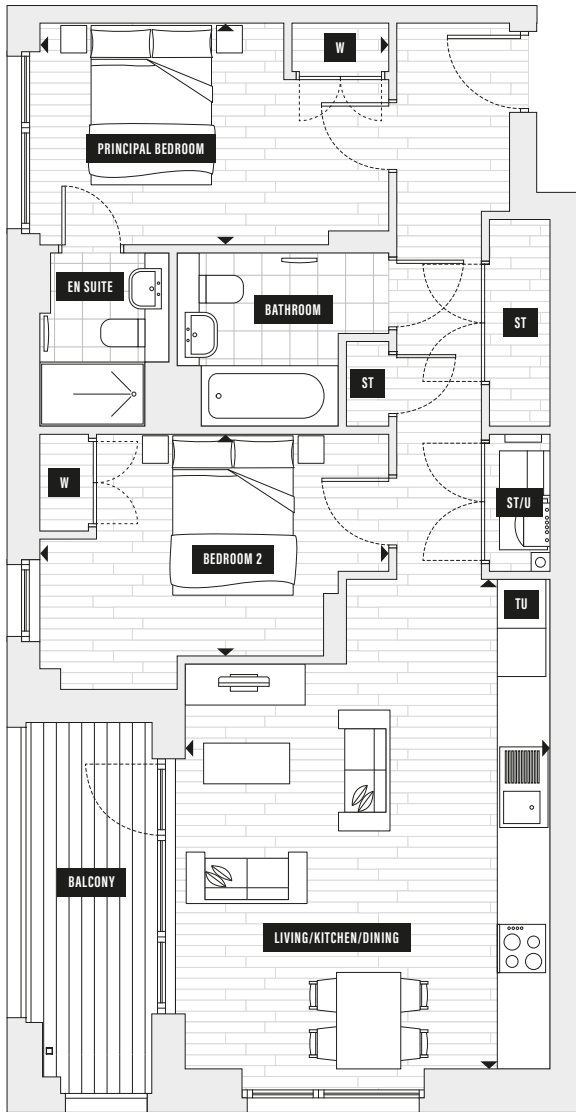 W
PRINCIPAL BEDROOM
EN SUITE
BATHROOM
ST
ST
W
ST/U
BEDROOM 2
TU
BALCONY
LIVING/KITCHEN/DINING